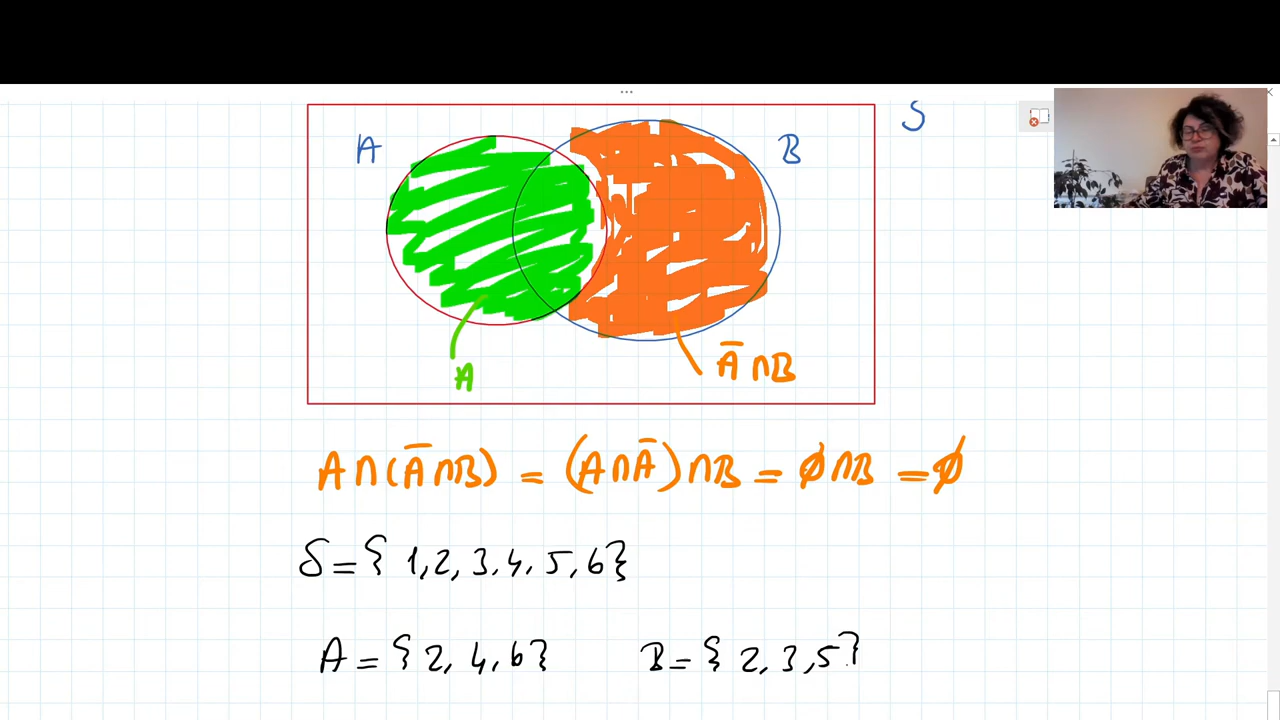 S
A B
A
A̅∩B
A∩(A̅∩B) = (A∩A̅)∩B = ∅∩B = ∅
S = { 1, 2, 3, 4, 5, 6}
A = { 2, 4, 6} B = { 2, 3, 5}